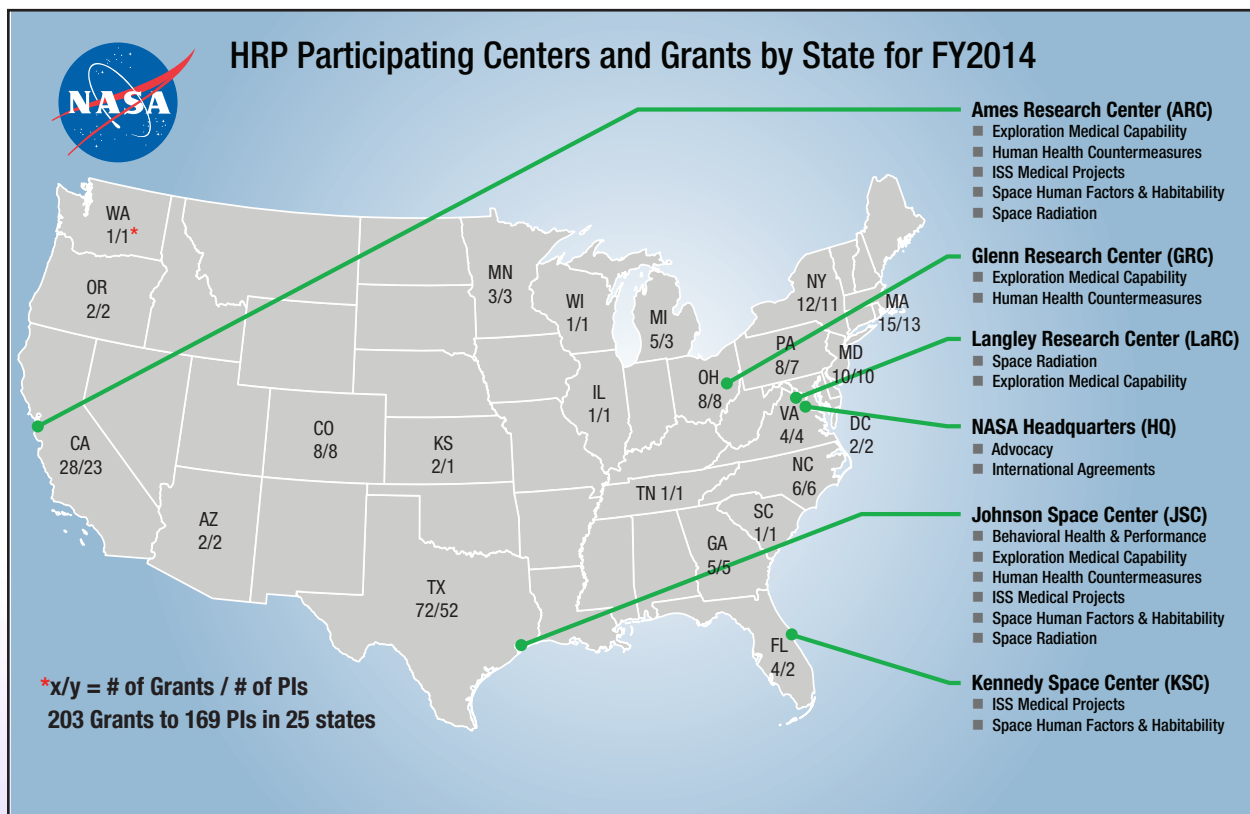 HRP Participating Centers and Grants by State for FY2014
NASA
WA
1/1*
OR
2/2
CA
28/23
AZ
2/2
CO
8/8
KS
2/1
TX
72/52
MN
3/3
WI
1/1
IL
1/1
MI
5/3
OH
8/8
TN 1/1
GA
5/5
FL
4/2
SC
1/1
NC
6/6
VA
4/4
DC
2/2
MD
10/10
PA
8/7
NY
12/11
MA
15/13
Ames Research Center (ARC)
Exploration Medical Capability
Human Health Countermeasures
ISS Medical Projects
Space Human Factors & Habitability
Space Radiation
Glenn Research Center (GRC)
Exploration Medical Capability
Human Health Countermeasures
Langley Research Center (LaRC)
Space Radiation
Exploration Medical Capability
NASA Headquarters (HQ)
Advocacy
International Agreements
Johnson Space Center (JSC)
Behavioral Health & Performance
Exploration Medical Capability
Human Health Countermeasures
ISS Medical Projects
Space Human Factors & Habitability
Space Radiation
Kennedy Space Center (KSC)
ISS Medical Projects
Space Human Factors & Habitability
*x/y = # of Grants / # of PIs
203 Grants to 169 PIs in 25 states